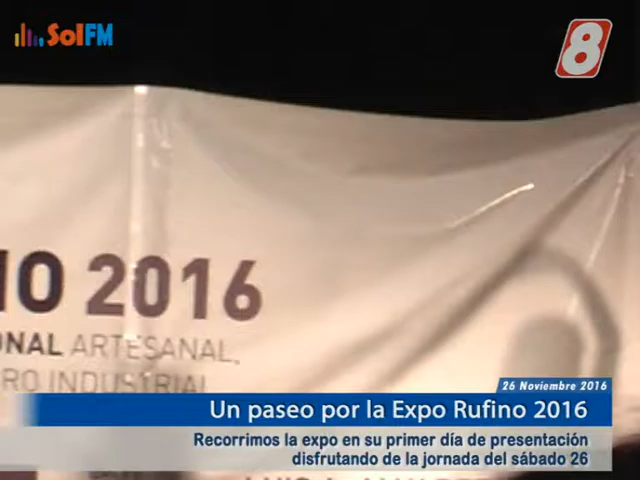 SolFM
8
IO 2016
ONAL ARTESANAL,
RO INDUSTRIAL
26 Noviembre 2016
Un paseo por la Expo Rufino 2016
Recorrimos la expo en su primer día de presentación
disfrutando de la jornada del sábado 26